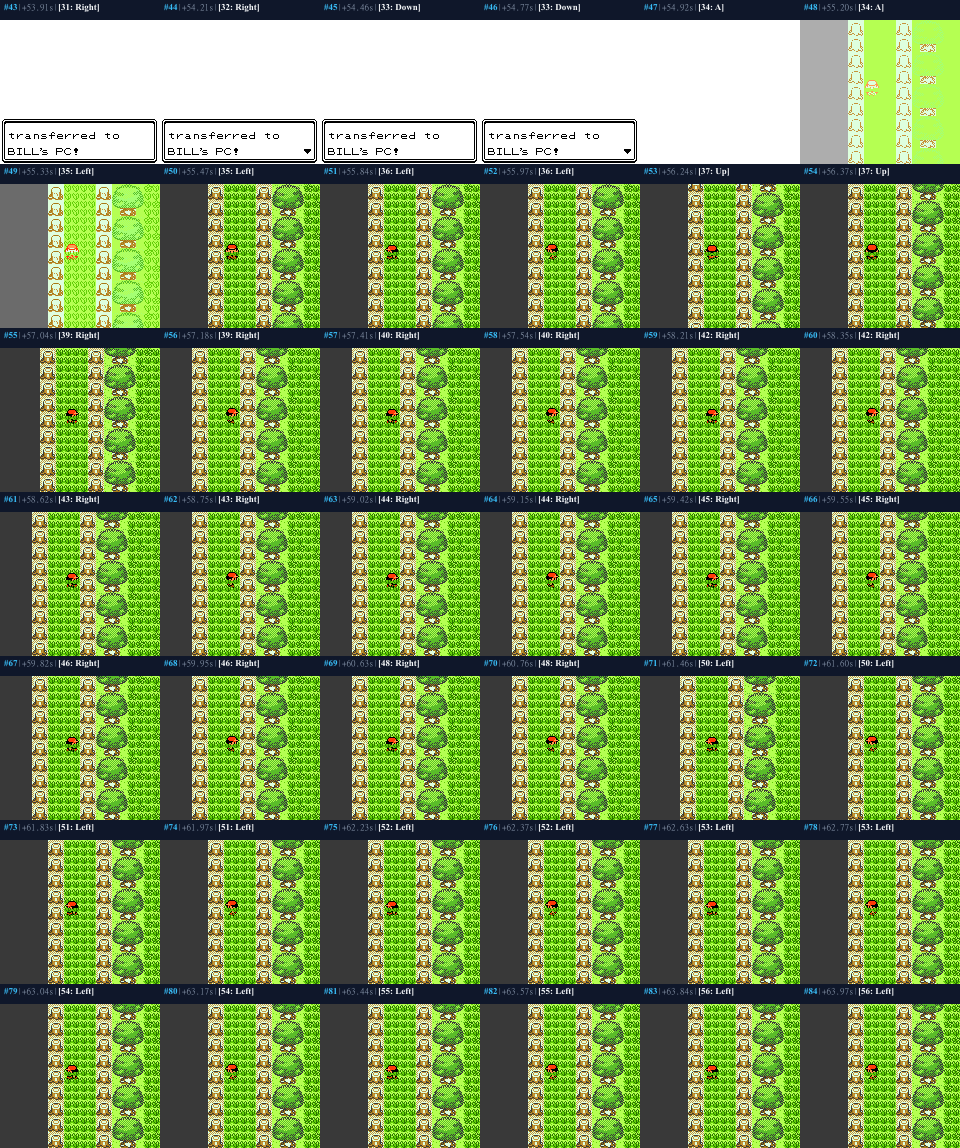 #43|+53.91s| [31: Right]
#44|+54.21s| [32: Right]
#45|+54.46s| [33: Down]
#46|+54.77s| [33: Down]
#47|+54.92s| [34: A]
#48|+55.20s| [34: A]
transferred to
BILL's PC!
transferred to
BILL's PC!
transferred to
BILL's PC!
transferred to
BILL's PC!
#49|+55.33s| [35: Left]
#50|+55.47s| [35: Left]
#51|+55.84s| [36: Left]
#52|+55.97s| [36: Left]
#53|+56.24s| [37: Up]
#54|+56.37s| [37: Up]
#55|+57.04s| [39: Right]
#56|+57.18s| [39: Right]
#57|+57.41s| [40: Right]
#58|+57.54s| [40: Right]
#59|+58.21s| [42: Right]
#60|+58.35s| [42: Right]
#61|+58.62s| [43: Right]
#62|+58.75s| [43: Right]
#63|+59.02s| [44: Right]
#64|+59.15s| [44: Right]
#65|+59.42s| [45: Right]
#66|+59.55s| [45: Right]
#67|+59.82s| [46: Right]
#68|+59.95s| [46: Right]
#69|+60.63s| [48: Right]
#70|+60.76s| [48: Right]
#71|+61.46s| [50: Left]
#72|+61.60s| [50: Left]
#73|+61.83s| [51: Left]
#74|+61.97s| [51: Left]
#75|+62.23s| [52: Left]
#76|+62.37s| [52: Left]
#77|+62.63s| [53: Left]
#78|+62.77s| [53: Left]
#79|+63.04s| [54: Left]
#80|+63.17s| [54: Left]
#81|+63.44s| [55: Left]
#82|+63.57s| [55: Left]
#83|+63.84s| [56: Left]
#84|+63.97s| [56: Left]